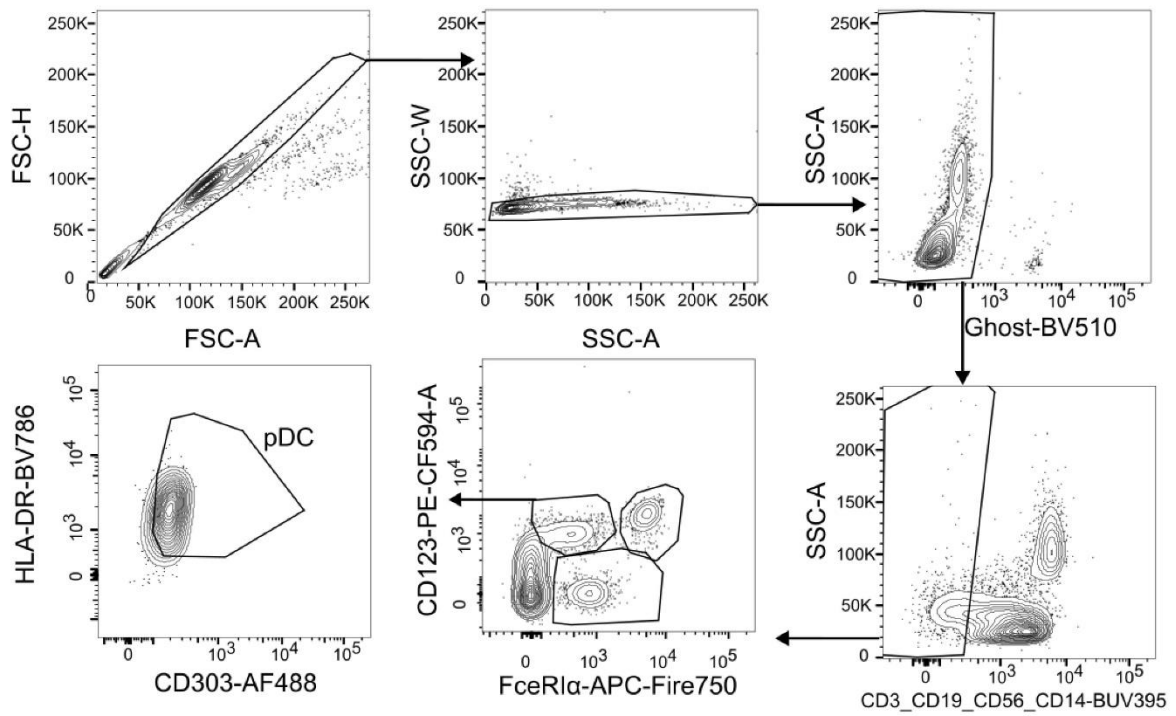 FSC-H
250K
200K
150K
100K
50K
0
0 50K 100K 150K 200K 250K
FSC-A
SSC-W
250K
200K
150K
100K
50K
0
0 50K 100K 150K 200K 250K
SSC-A
SSC-A
250K
200K
150K
100K
50K
0
0 10³ 10⁴ 10⁵
Ghost-BV510
HLA-DR-BV786
10⁵
10⁴
10³
0
pDC
0 10³ 10⁴ 10⁵
CD303-AF488
CD123-PE-CF594-A
10⁵
10⁴
10³
0
0 10³ 10⁴ 10⁵
FceRIα-APC-Fire750
SSC-A
250K
200K
150K
100K
50K
0
0 10³ 10⁴ 10⁵
CD3_CD19_CD56_CD14-BUV395